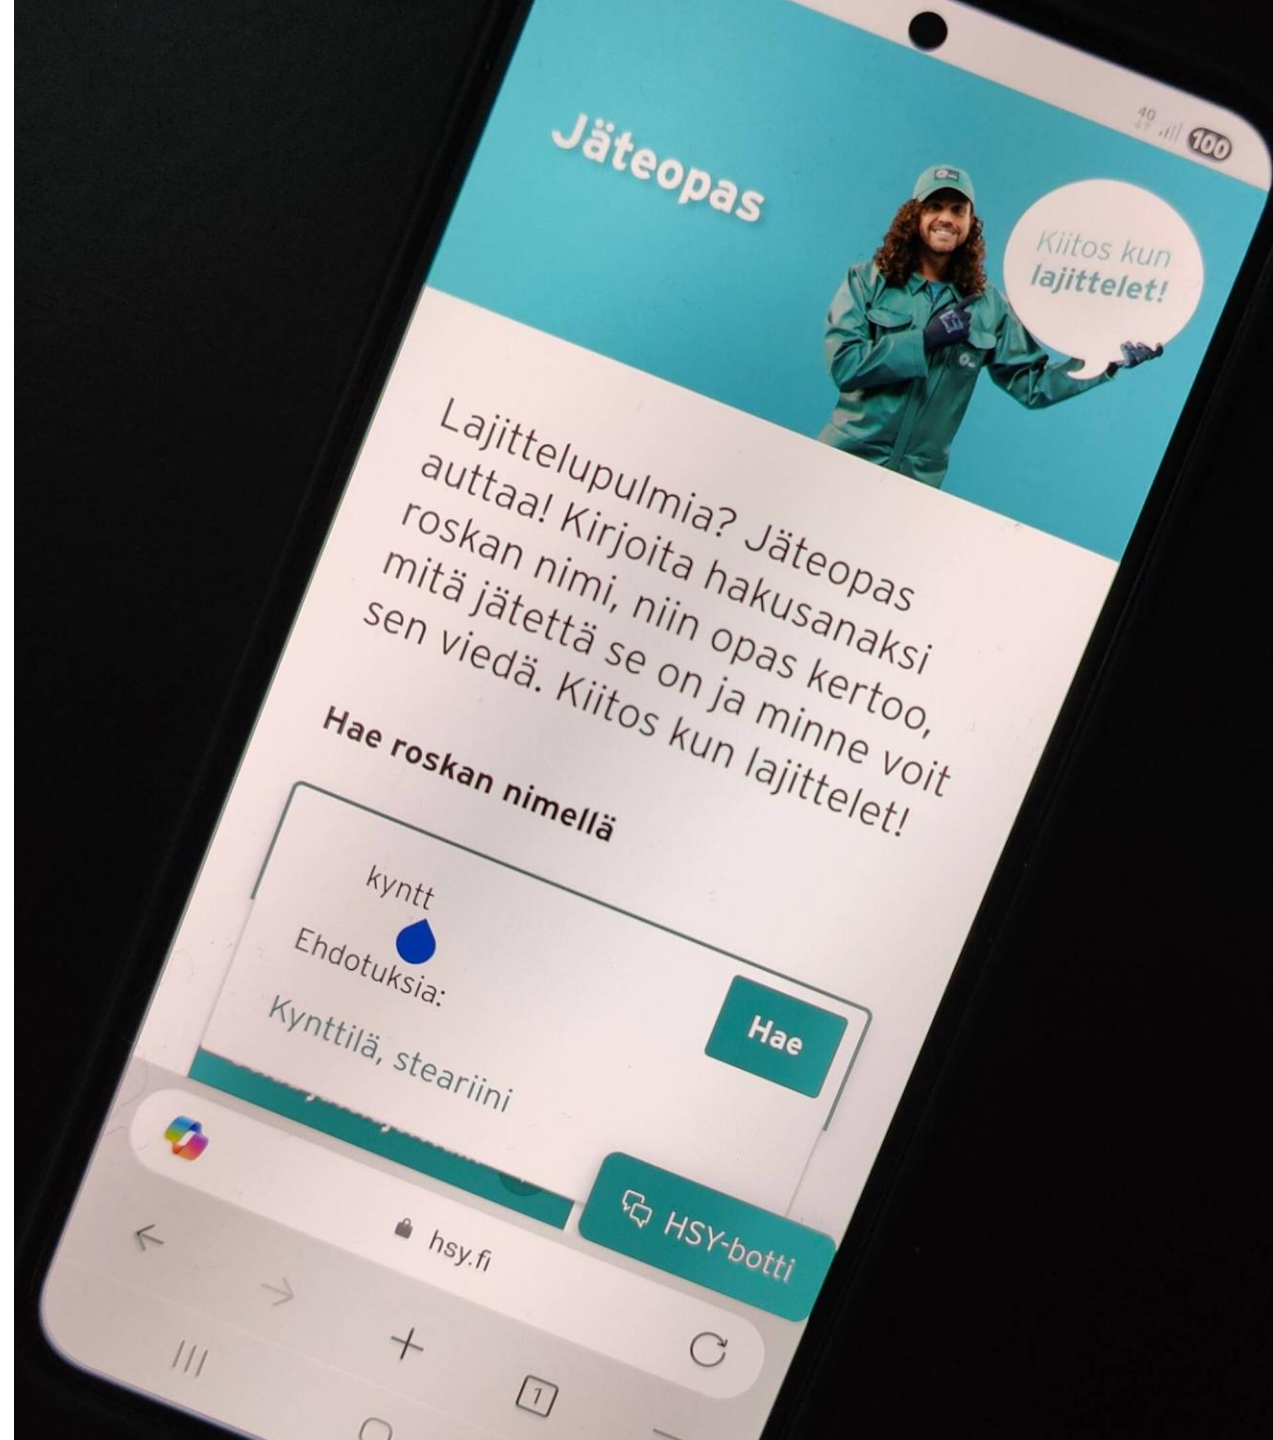 4G
100
Jäteopas
Kiitos kun
lajittelet!
Lajittelupulmia? Jäteopas
auttaa! Kirjoita hakusanaksi
roskan nimi, niin opas kertoo,
mitä jätettä se on ja minne voit
sen viedä. Kiitos kun lajittelet!
Hae roskan nimellä
kyntt
Ehdotuksia:
Hae
Kynttilä, steariini
HSY-botti
hsy.fi
1